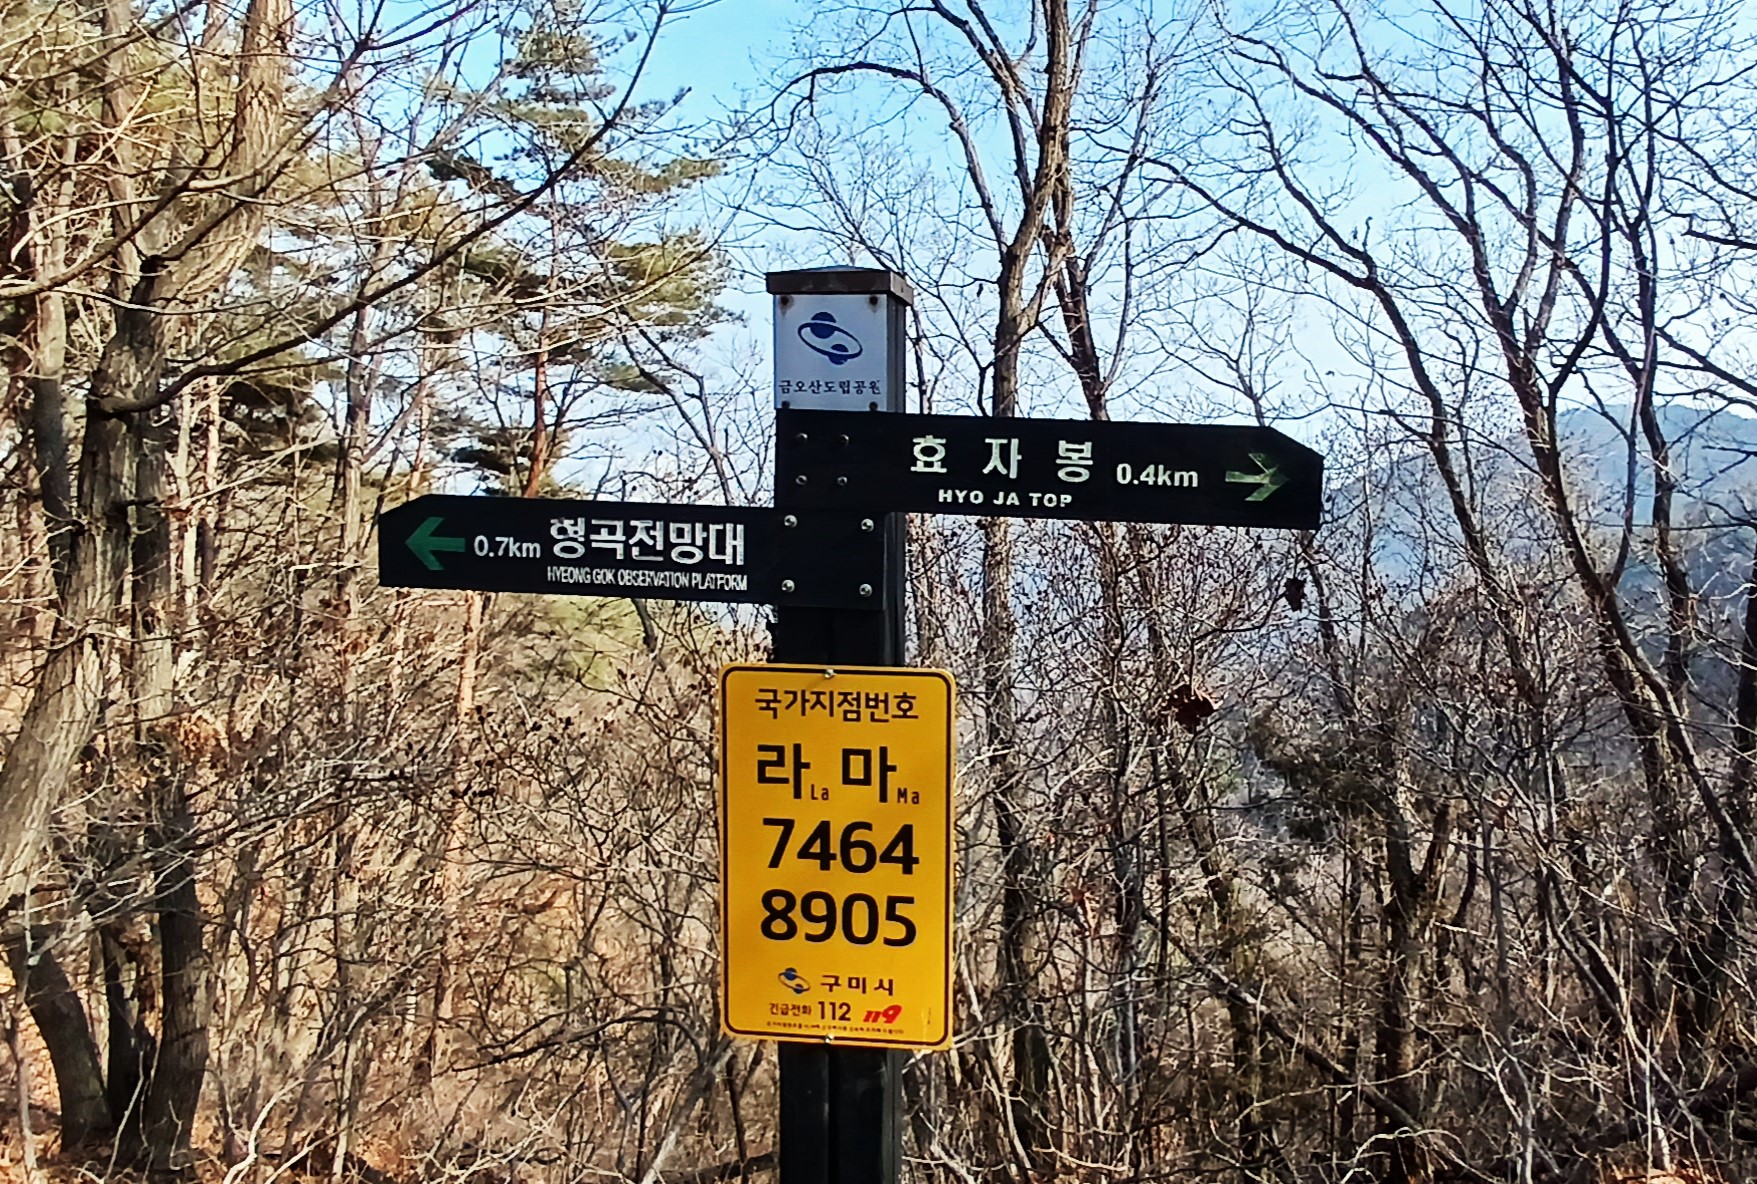 금오산도립공원
효자봉 0.4km
HYO JA TOP
0.7km 형곡전망대
HYEONG GOK OBSERVATION PLATFORM
국가지점번호
라 La 마 Ma
7464
8905
구미시
긴급전화 112 119